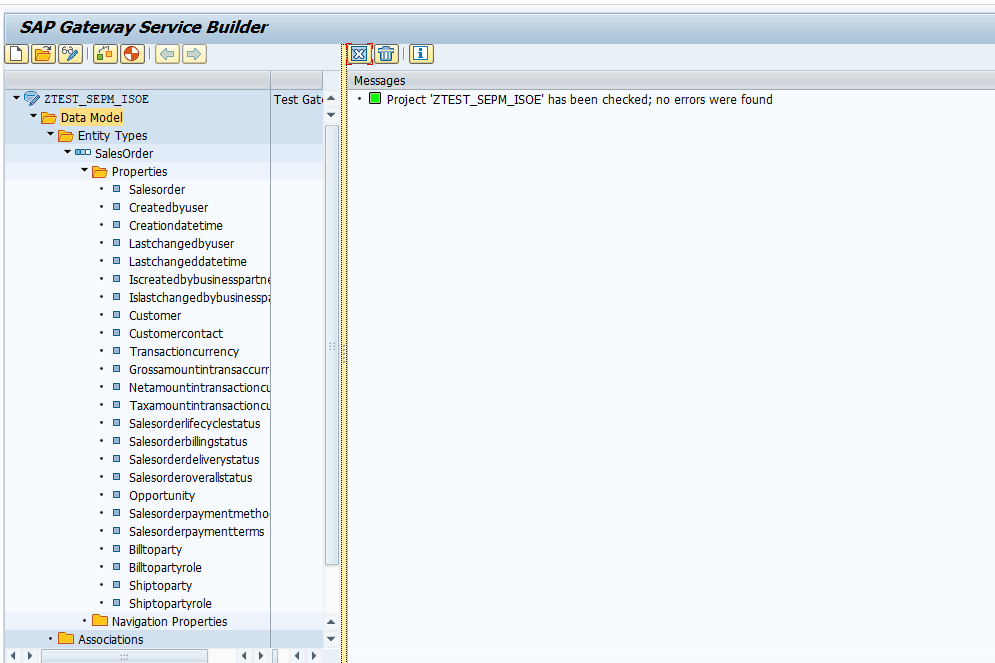 SAP Gateway Service Builder
Messages
ZTEST_SEPM_ISOE Test Gat
Project 'ZTEST_SEPM_ISOE' has been checked; no errors were found
Data Model
Entity Types
SalesOrder
Properties
Salesorder
Createdbyuser
Creationdatetime
Lastchangedbyuser
Lastchangeddatetime
Iscreatedbybusinesspartne
Islastchangedbybusinesspa
Customer
Customercontact
Transactioncurrency
Grossamountintransaccurr
Netamountintransactioncu
Taxamountintransactioncu
Salesorderlifecyclestatus
Salesorderbillingstatus
Salesorderdeliverystatus
Salesorderoverallstatus
Opportunity
Salesorderpaymentmetho
Salesorderpaymentterms
Billtoparty
Billtopartyrole
Shiptoparty
Shiptopartyrole
Navigation Properties
Associations